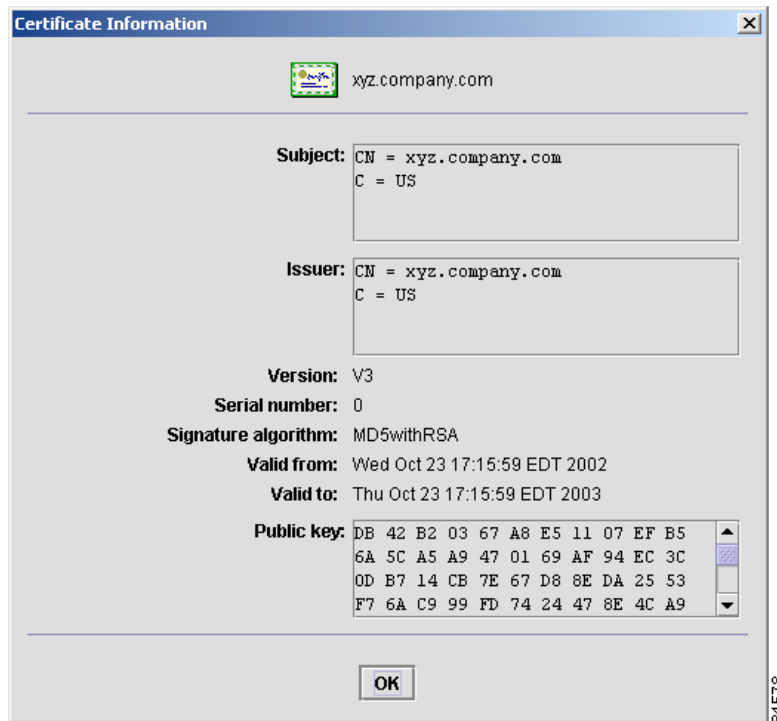 Certificate Information
xyz.company.com
Subject: CN = xyz.company.com
C = US
Issuer: CN = xyz.company.com
C = US
Version: V3
Serial number: 0
Signature algorithm: MD5withRSA
Valid from: Wed Oct 23 17:15:59 EDT 2002
Valid to: Thu Oct 23 17:15:59 EDT 2003
Public key: DB 42 B2 03 67 A8 E5 11 07 EF B5
6A 5C A5 A9 47 01 69 AF 94 EC 3C
0D B7 14 CB 7E 67 D8 8E DA 25 53
F7 6A C9 99 FD 74 24 47 8E 4C A9
OK